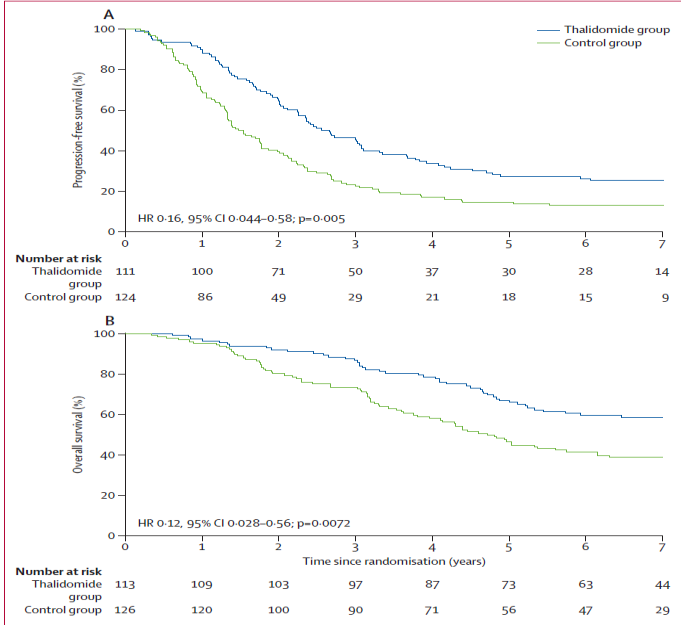 A
Thalidomide group
Control group
Progression-free survival (%)
100
80
60
40
20
0
HR 0·16, 95% CI 0·044–0·58; p=0·005
0 1 2 3 4 5 6 7
Number at risk
Thalidomide 111 100 71 50 37 30 28 14
group
Control group 124 86 49 29 21 18 15 9
B
Overall survival (%)
100
80
60
40
20
0
HR 0·12, 95% CI 0·028–0·56; p=0·0072
0 1 2 3 4 5 6 7
Time since randomisation (years)
Number at risk
Thalidomide 113 109 103 97 87 73 63 44
group
Control group 126 120 100 90 71 56 47 29